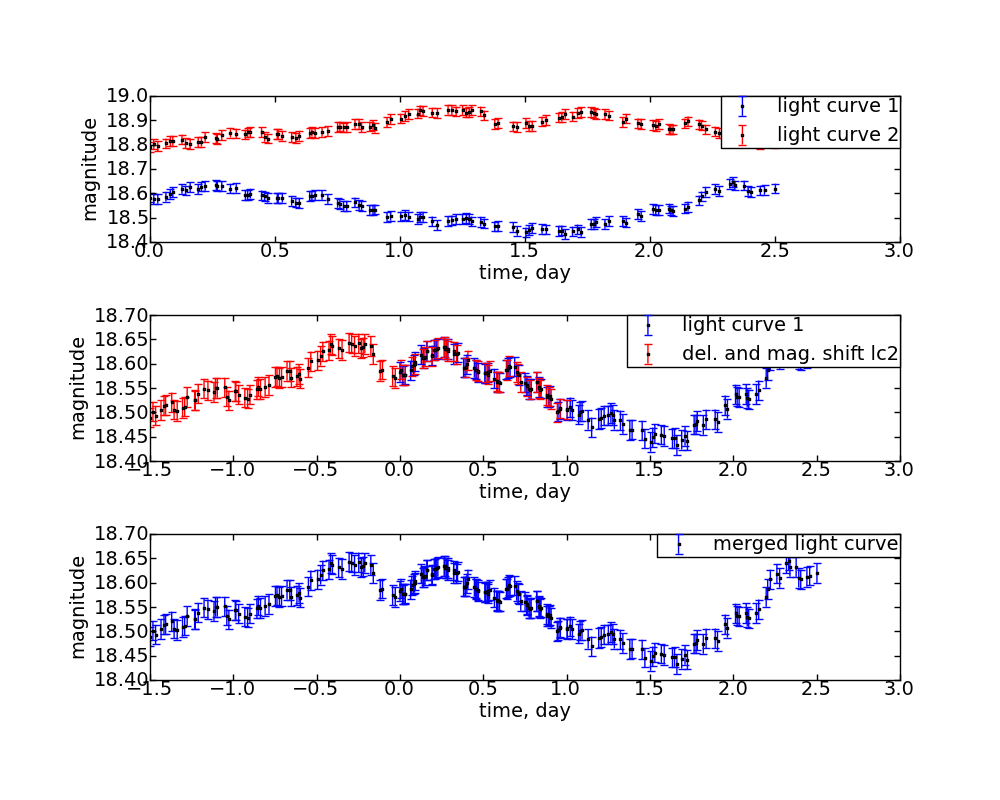 19.0
18.9
18.8
18.7
18.6
18.5
18.4
magnitude
light curve 1
light curve 2
0.0 0.5 1.0 1.5 2.0 2.5 3.0
time, day
18.70
18.65
18.60
18.55
18.50
18.45
18.40
magnitude
light curve 1
del. and mag. shift lc2
−1.5 −1.0 −0.5 0.0 0.5 1.0 1.5 2.0 2.5 3.0
time, day
18.70
18.65
18.60
18.55
18.50
18.45
18.40
magnitude
merged light curve
−1.5 −1.0 −0.5 0.0 0.5 1.0 1.5 2.0 2.5 3.0
time, day